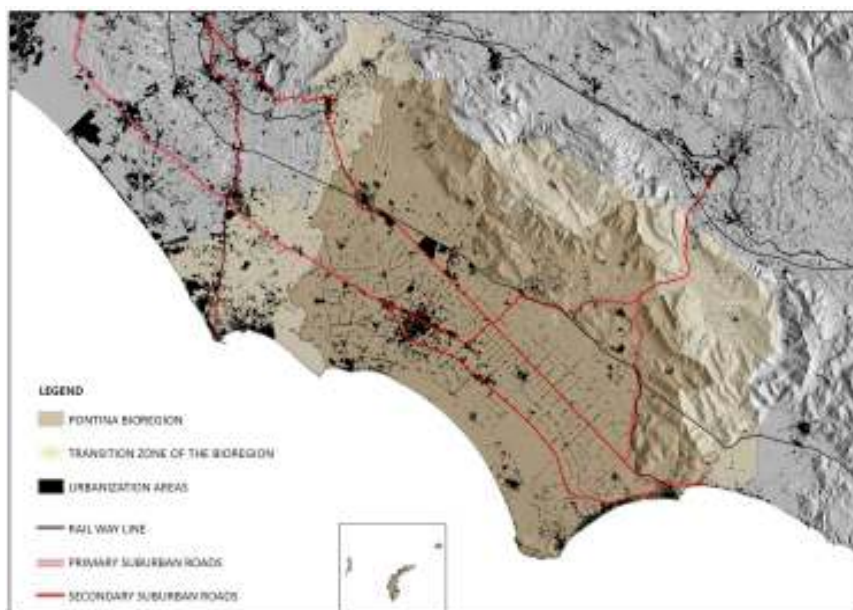 LEGEND
PONTINA BIOREGION
TRANSITION ZONE OF THE BIOREGION
URBANIZATION AREAS
RAIL WAY LINE
PRIMARY SUBURBAN ROADS
SECONDARY SUBURBAN ROADS